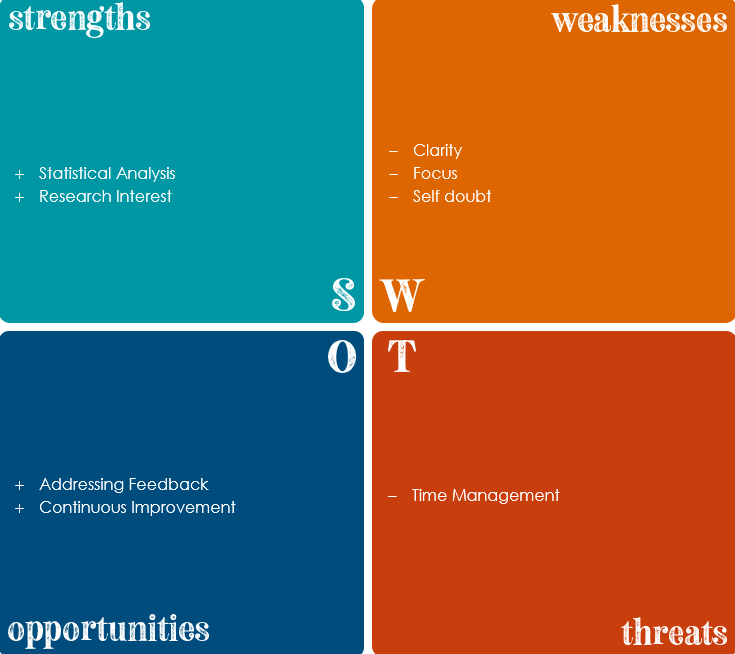 strengths
+ Statistical Analysis
+ Research Interest
S
weaknesses
– Clarity
– Focus
– Self doubt
W
O
+ Addressing Feedback
+ Continuous Improvement
opportunities
T
– Time Management
threats